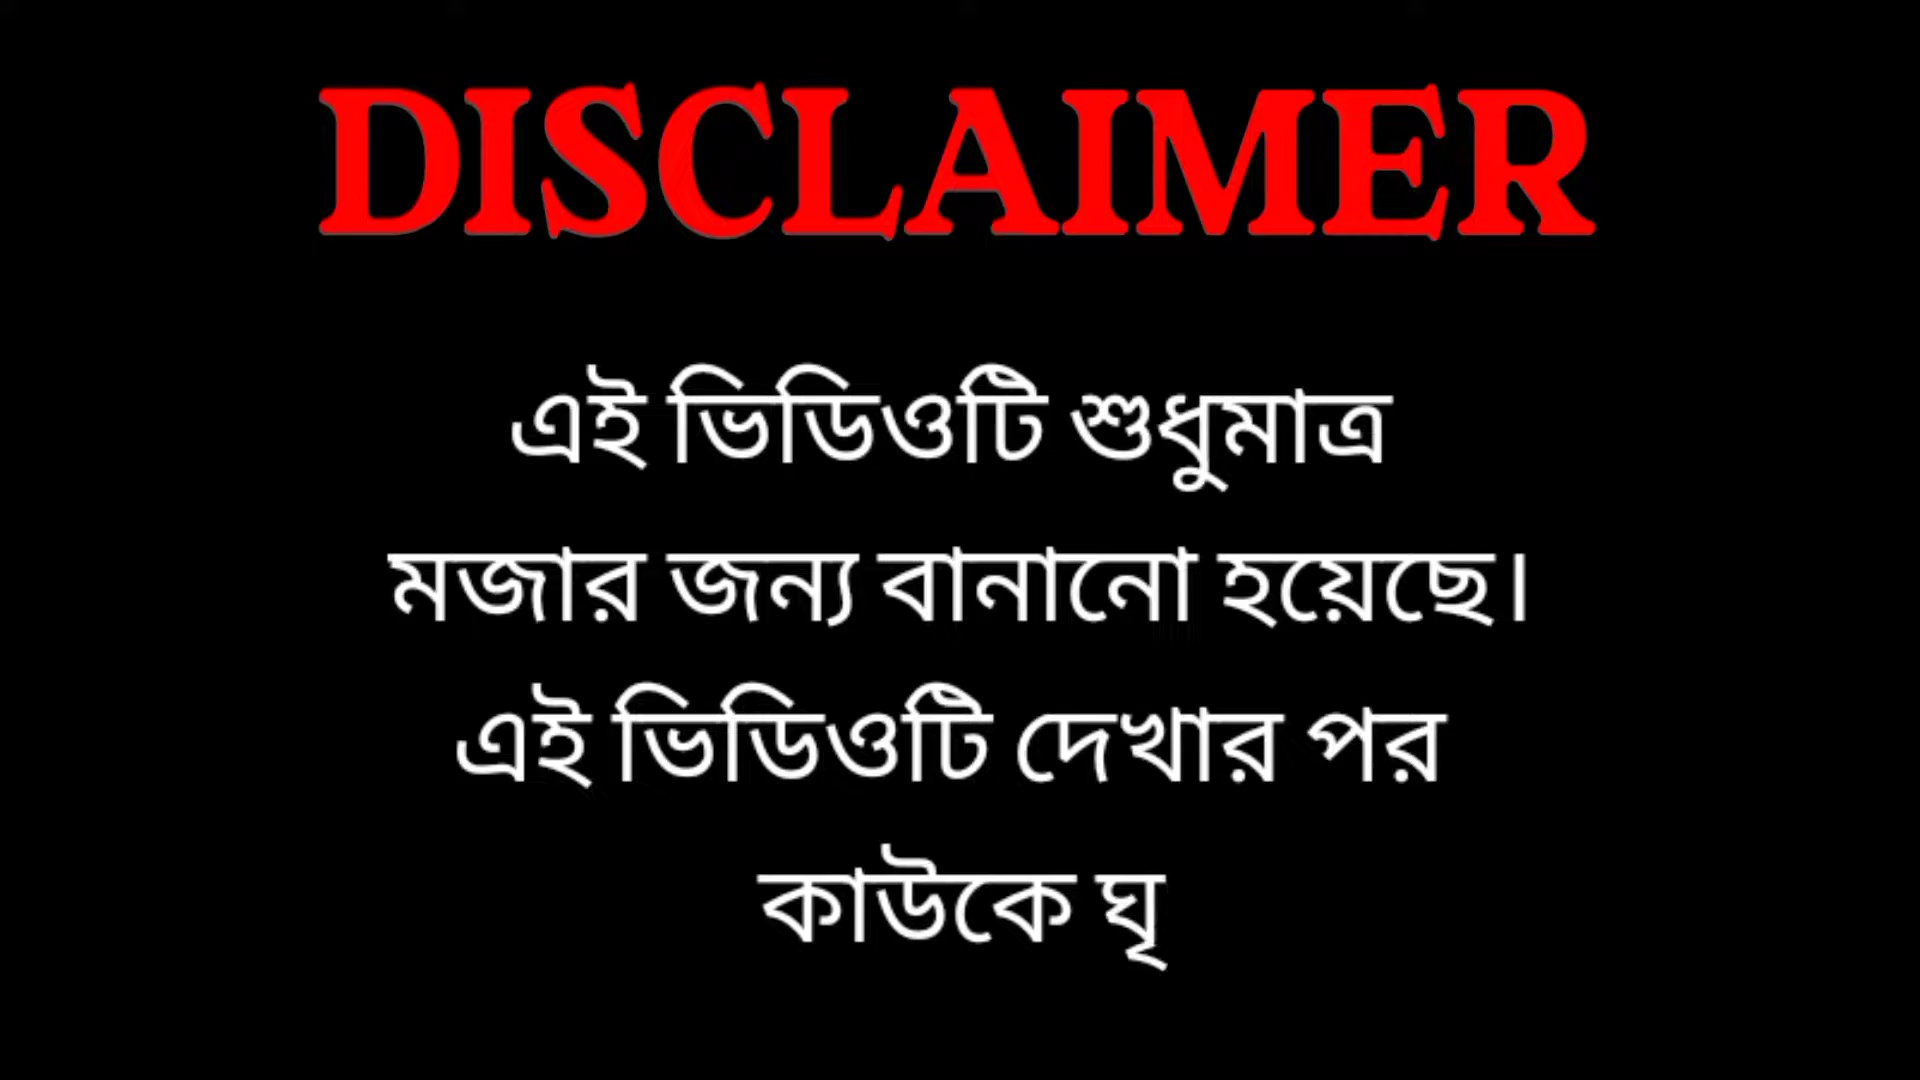 DISCLAIMER
এই ভিডিওটি শুধুমাত্র
মজার জন্য বানানো হয়েছে।
এই ভিডিওটি দেখার পর
কাউকে ঘৃ